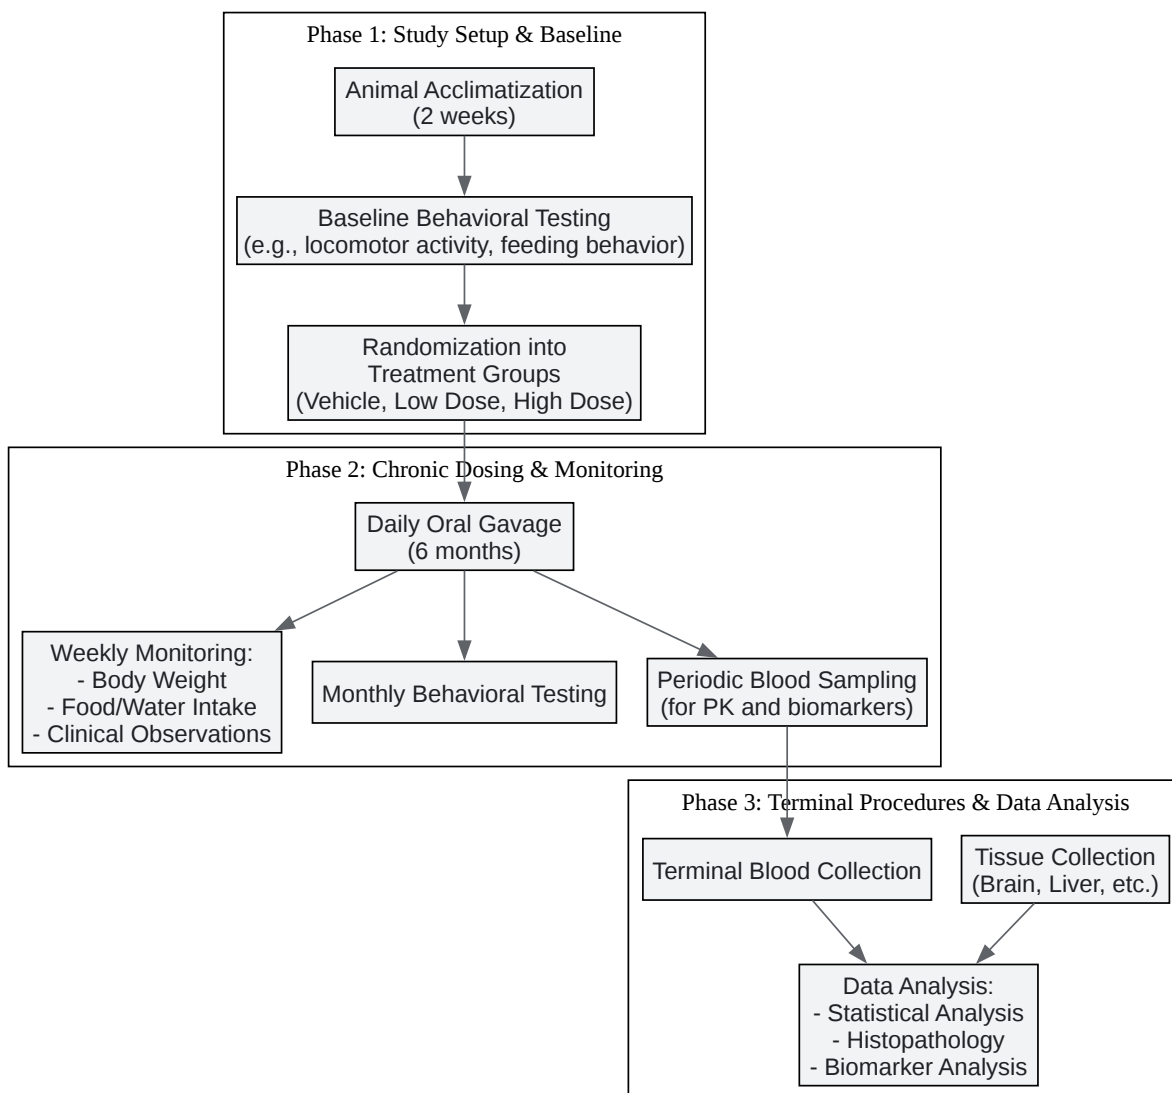 Phase 1: Study Setup & Baseline
Animal Acclimatization
(2 weeks)
Baseline Behavioral Testing
(e.g., locomotor activity, feeding behavior)
Randomization into
Treatment Groups
(Vehicle, Low Dose, High Dose)
Phase 2: Chronic Dosing & Monitoring
Daily Oral Gavage
(6 months)
Weekly Monitoring:
- Body Weight
- Food/Water Intake
- Clinical Observations
Monthly Behavioral Testing
Periodic Blood Sampling
(for PK and biomarkers)
Phase 3: Terminal Procedures & Data Analysis
Terminal Blood Collection
Tissue Collection
(Brain, Liver, etc.)
Data Analysis:
- Statistical Analysis
- Histopathology
- Biomarker Analysis